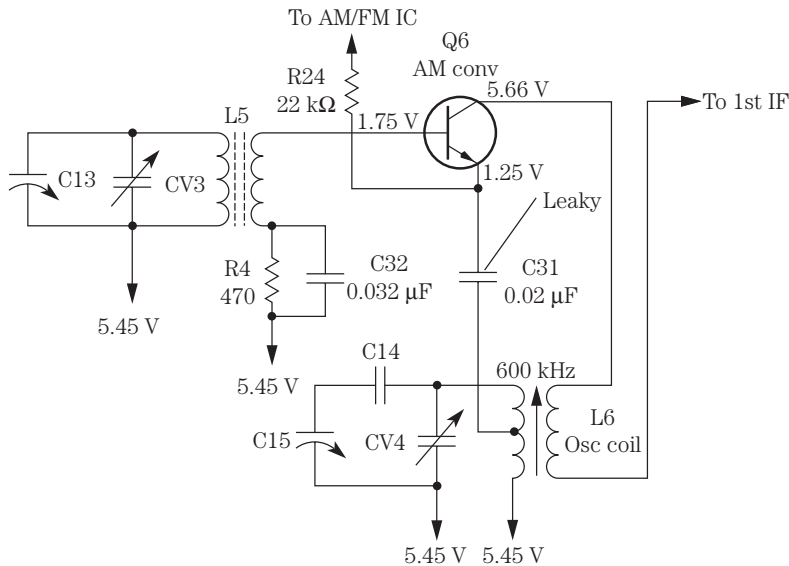 To AM/FM IC
Q6
AM conv
R24
22 kΩ
5.66 V
To 1st IF
L5
1.75 V
C13
CV3
1.25 V
Leaky
R4
470
C32
0.032 µF
C31
0.02 µF
5.45 V
5.45 V
C14
600 kHz
C15
CV4
L6
Osc coil
5.45 V
5.45 V